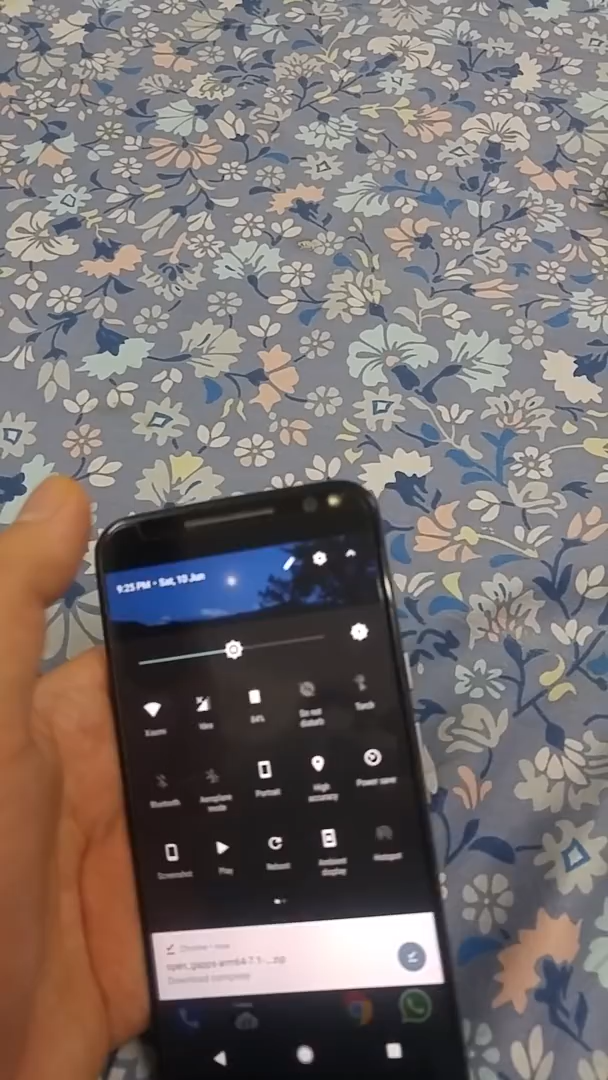 9:25 PM • Sat, 10 Jun
Xiaomi
84%
Do not
disturb
Torch
Bluetooth
Aeroplane
mode
Portrait
High
accuracy
Power save
Screenshot
Play
Reboot
Ambient
display
Hotspot
Chrome • now
open_gapps-arm64-7.1-...zip
Download complete